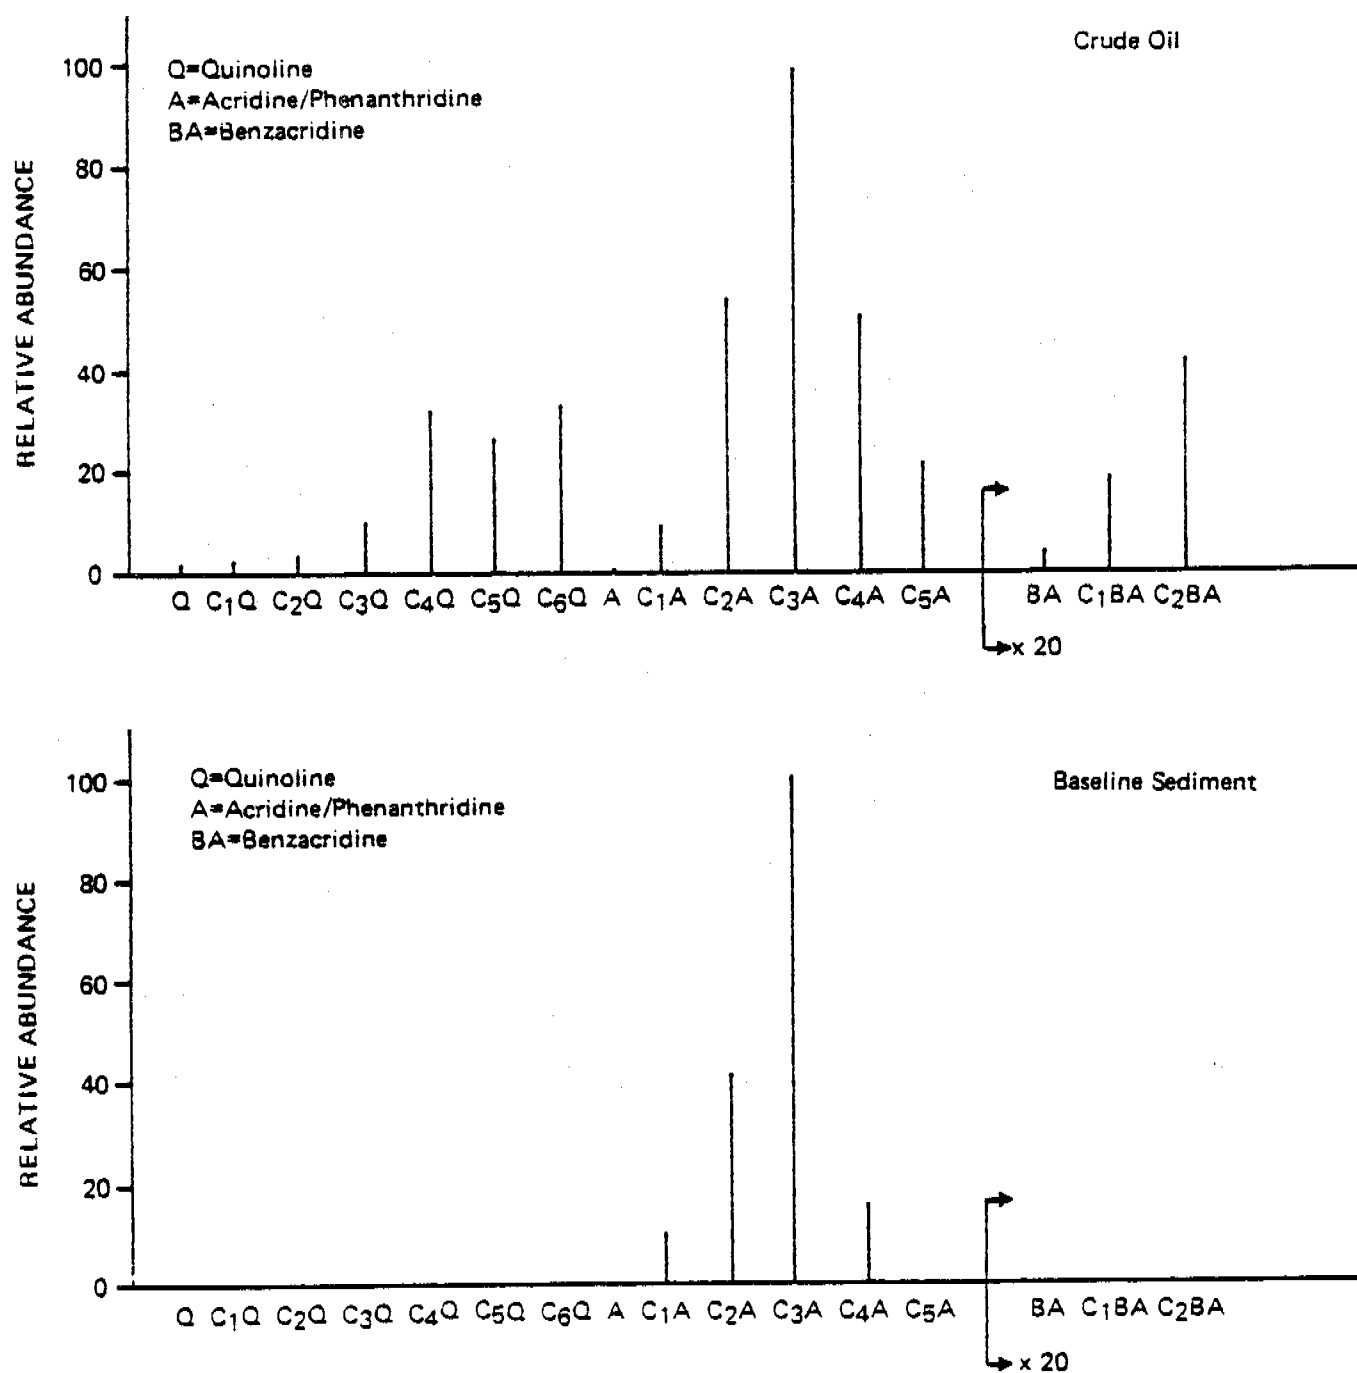 Crude Oil
Q=Quinoline
A=Acridine/Phenanthridine
BA=Benzacridine
RELATIVE ABUNDANCE
100
80
60
40
20
0
Q C1Q C2Q C3Q C4Q C5Q C6Q A C1A C2A C3A C4A C5A BA C1BA C2BA
x 20
Baseline Sediment
Q=Quinoline
A=Acridine/Phenanthridine
BA=Benzacridine
RELATIVE ABUNDANCE
100
80
60
40
20
0
Q C1Q C2Q C3Q C4Q C5Q C6Q A C1A C2A C3A C4A C5A BA C1BA C2BA
x 20